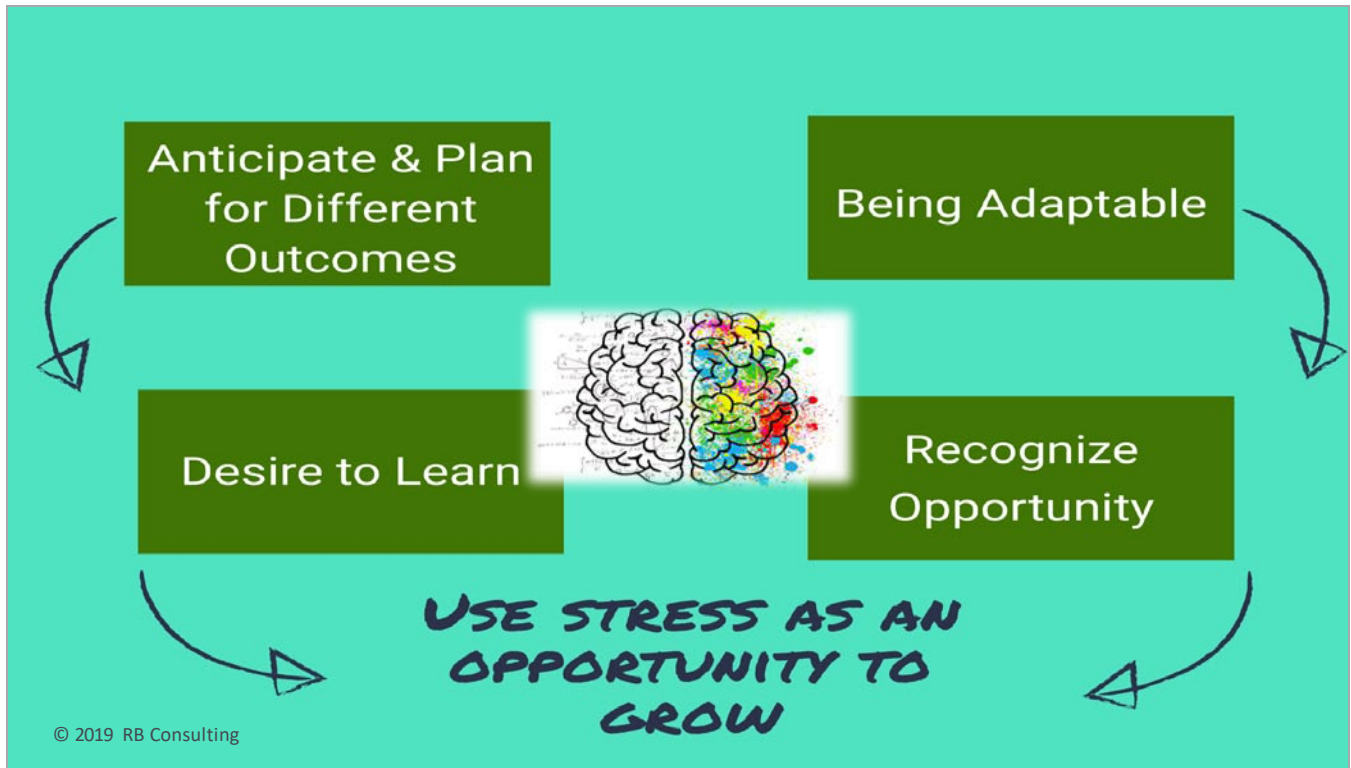 Anticipate & Plan
for Different
Outcomes
Being Adaptable
Desire to Learn
Recognize
Opportunity
USE STRESS AS AN
OPPORTUNITY TO
GROW
© 2019 RB Consulting